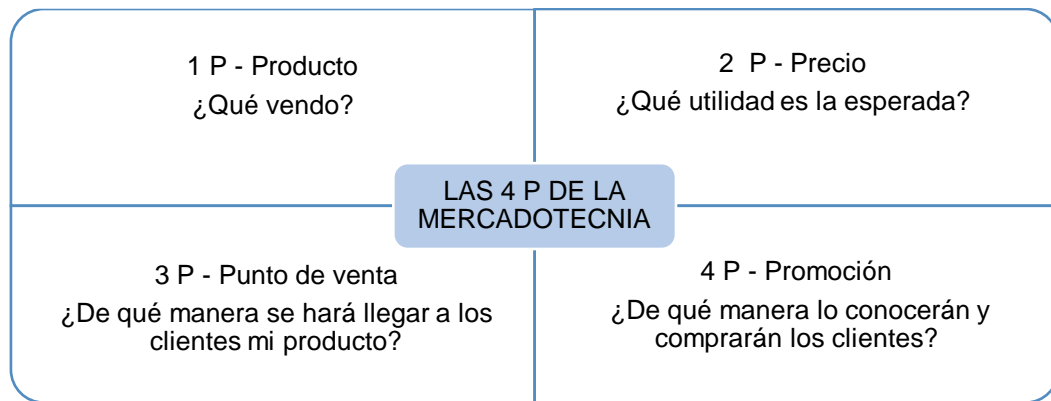 1 P - Producto
¿Qué vendo?
2 P - Precio
¿Qué utilidad es la esperada?
LAS 4 P DE LA
MERCADOTECNIA
3 P - Punto de venta
¿De qué manera se hará llegar a los
clientes mi producto?
4 P - Promoción
¿De qué manera lo conocerán y
comprarán los clientes?